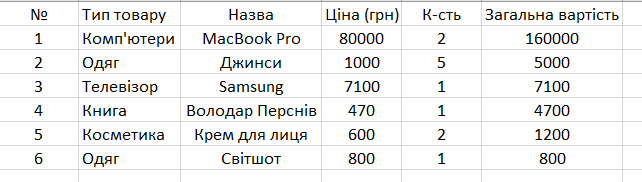 № Тип товару Назва Ціна (грн) К-сть Загальна вартість
1 Комп'ютери MacBook Pro 80000 2 160000
2 Одяг Джинси 1000 5 5000
3 Телевізор Samsung 7100 1 7100
4 Книга Володар Перснів 470 1 4700
5 Косметика Крем для лиця 600 2 1200
6 Одяг Світшот 800 1 800